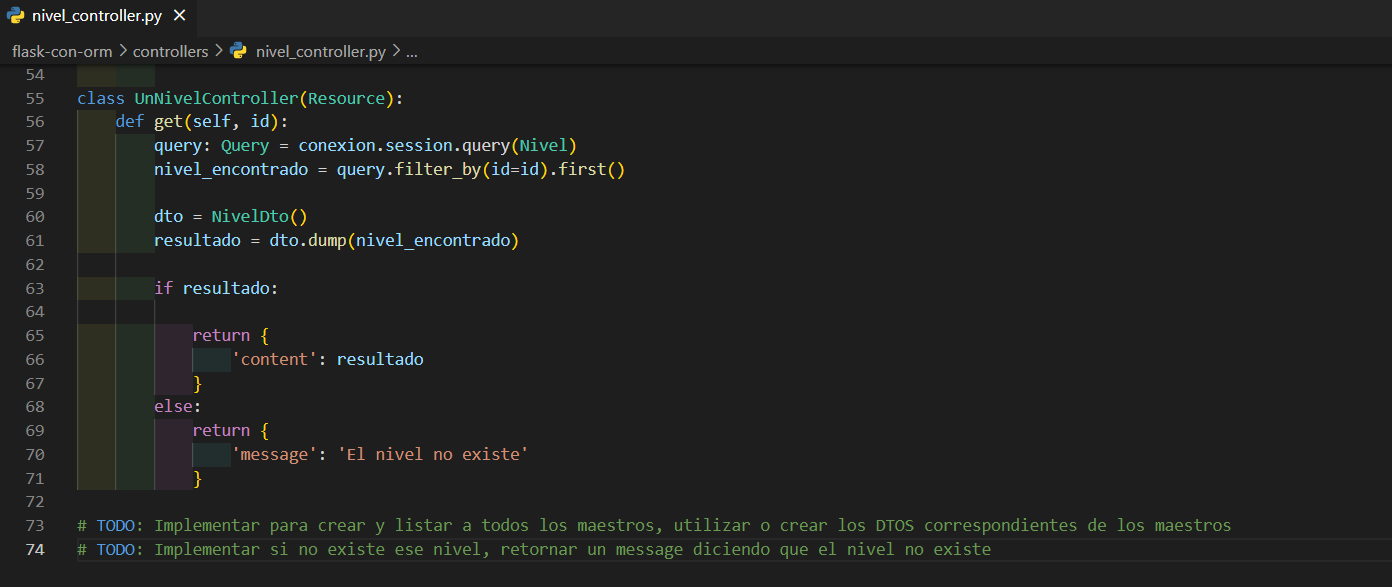 nivel_controller.py
flask-con-orm > controllers > nivel_controller.py > ...
54
55 class UnNivelController(Resource):
56     def get(self, id):
57         query: Query = conexion.session.query(Nivel)
58         nivel_encontrado = query.filter_by(id=id).first()
59
60         dto = NivelDto()
61         resultado = dto.dump(nivel_encontrado)
62
63         if resultado:
64
65             return {
66                 'content': resultado
67             }
68         else:
69             return {
70                 'message': 'El nivel no existe'
71             }
72
73 # TODO: Implementar para crear y listar a todos los maestros, utilizar o crear los DTOS correspondientes de los maestros
74 # TODO: Implementar si no existe ese nivel, retornar un message diciendo que el nivel no existe